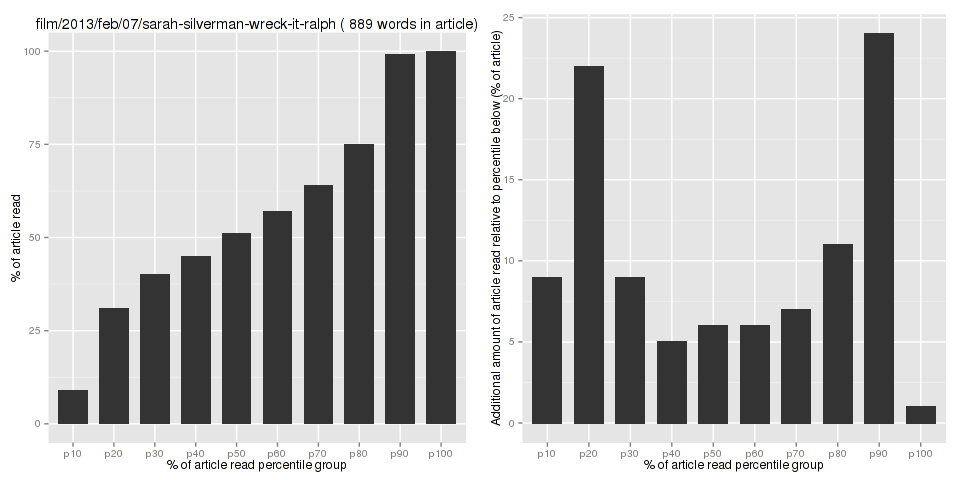 film/2013/feb/07/sarah-silverman-wreck-it-ralph ( 889 words in article)
% of article read
100
75
50
25
0
p10 p20 p30 p40 p50 p60 p70 p80 p90 p100
% of article read percentile group
Additional amount of article read relative to percentile below (% of article)
25
20
15
10
5
0
p10 p20 p30 p40 p50 p60 p70 p80 p90 p100
% of article read percentile group